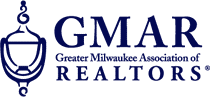 GMAR
Greater Milwaukee Association of
REALTORS®